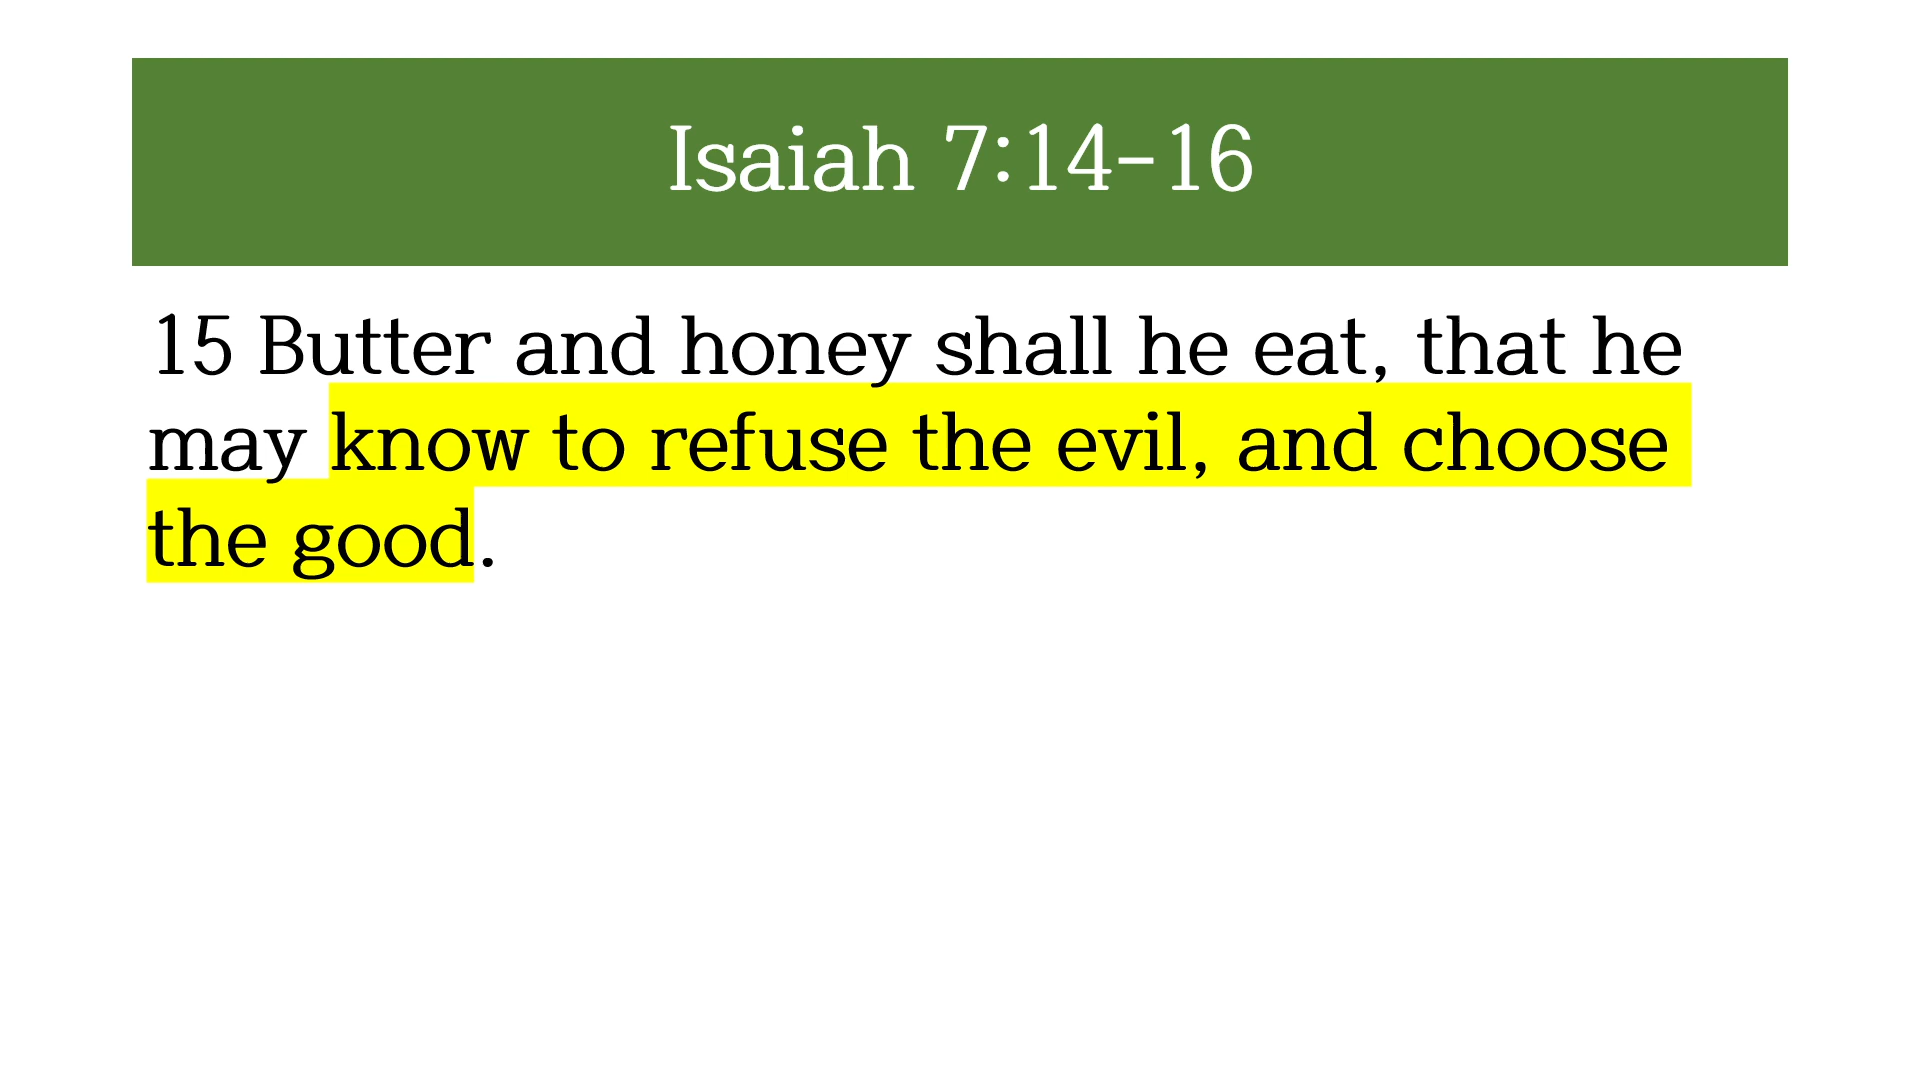 Isaiah 7:14-16
15 Butter and honey shall he eat, that he
may know to refuse the evil, and choose
the good.